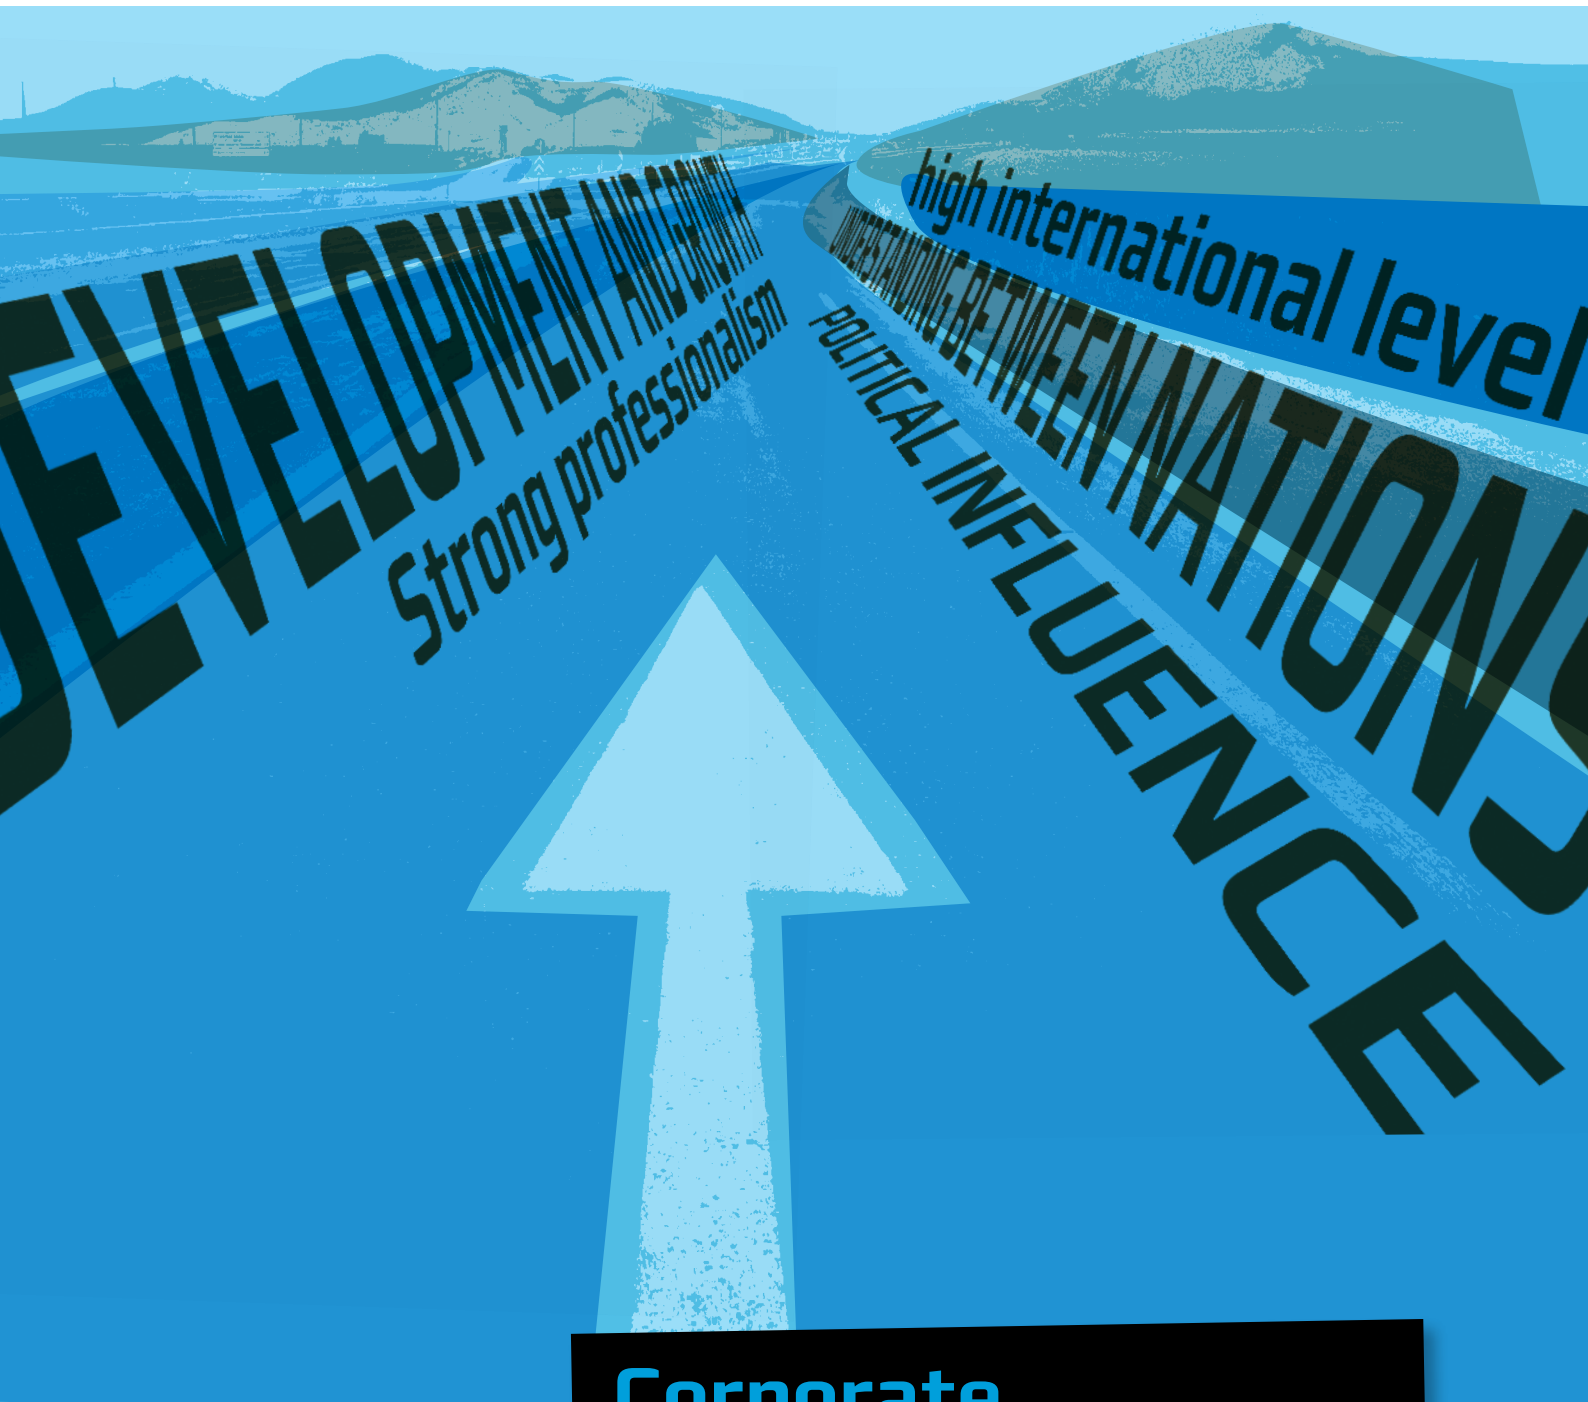 DEVELOPMENT AND GROWTH
Strong professionalism
high international level
UNDERSTANDING BETWEEN NATIONS
POLITICAL INFLUENCE
Corporate